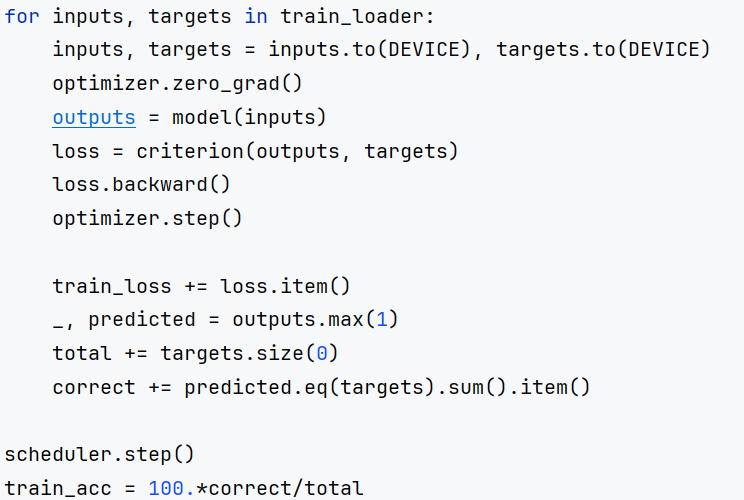 for inputs, targets in train_loader:
    inputs, targets = inputs.to(DEVICE), targets.to(DEVICE)
    optimizer.zero_grad()
    outputs = model(inputs)
    loss = criterion(outputs, targets)
    loss.backward()
    optimizer.step()

    train_loss += loss.item()
    _, predicted = outputs.max(1)
    total += targets.size(0)
    correct += predicted.eq(targets).sum().item()

scheduler.step()
train_acc = 100.*correct/total